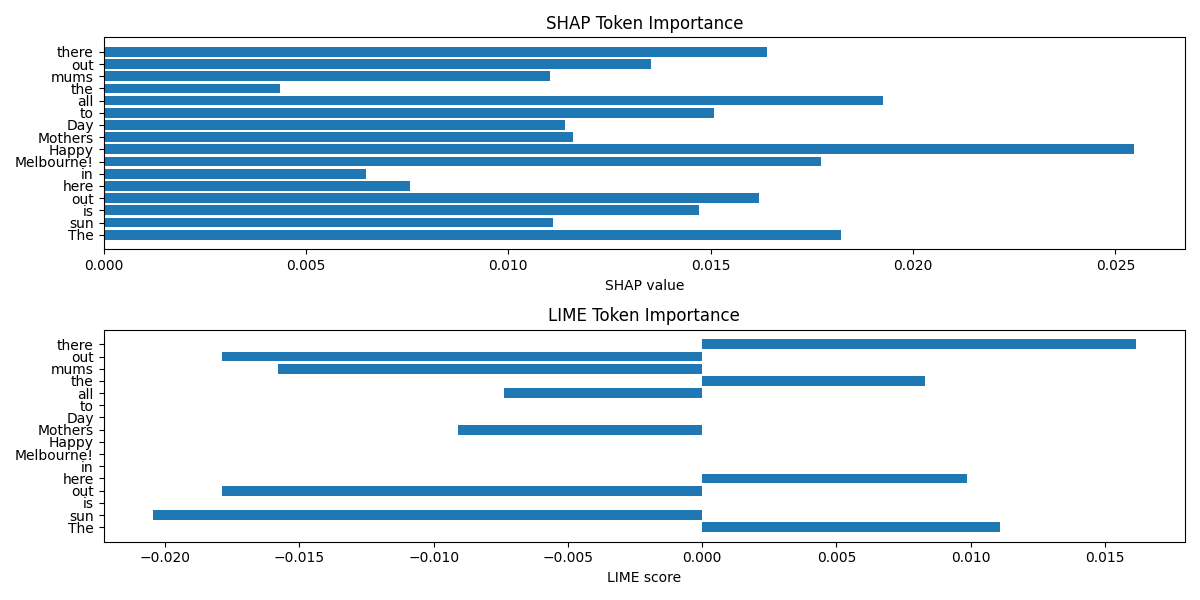 SHAP Token Importance
there
out
mums
the
all
to
Day
Mothers
Happy
Melbourne!
in
here
out
is
sun
The
0.000 0.005 0.010 0.015 0.020 0.025
SHAP value
LIME Token Importance
there
out
mums
the
all
to
Day
Mothers
Happy
Melbourne!
in
here
out
is
sun
The
−0.020 −0.015 −0.010 −0.005 0.000 0.005 0.010 0.015
LIME score